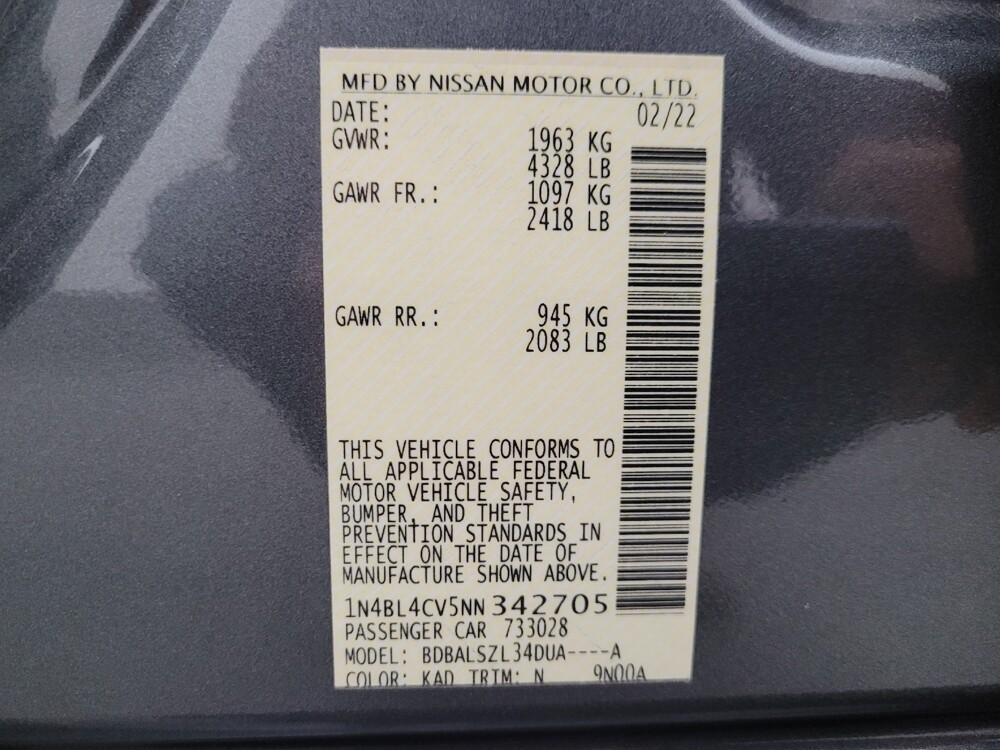 MFD BY NISSAN MOTOR CO., LTD.
DATE: 02/22
GVWR: 1963 KG
4328 LB
GAWR FR.: 1097 KG
2418 LB
GAWR RR.: 945 KG
2083 LB
THIS VEHICLE CONFORMS TO
ALL APPLICABLE FEDERAL
MOTOR VEHICLE SAFETY,
BUMPER, AND THEFT
PREVENTION STANDARDS IN
EFFECT ON THE DATE OF
MANUFACTURE SHOWN ABOVE.
1N4BL4CV5NN342705
PASSENGER CAR 733028
MODEL: BDBALSZL34DUA----A
COLOR: KAD TRIM: N 9N00A